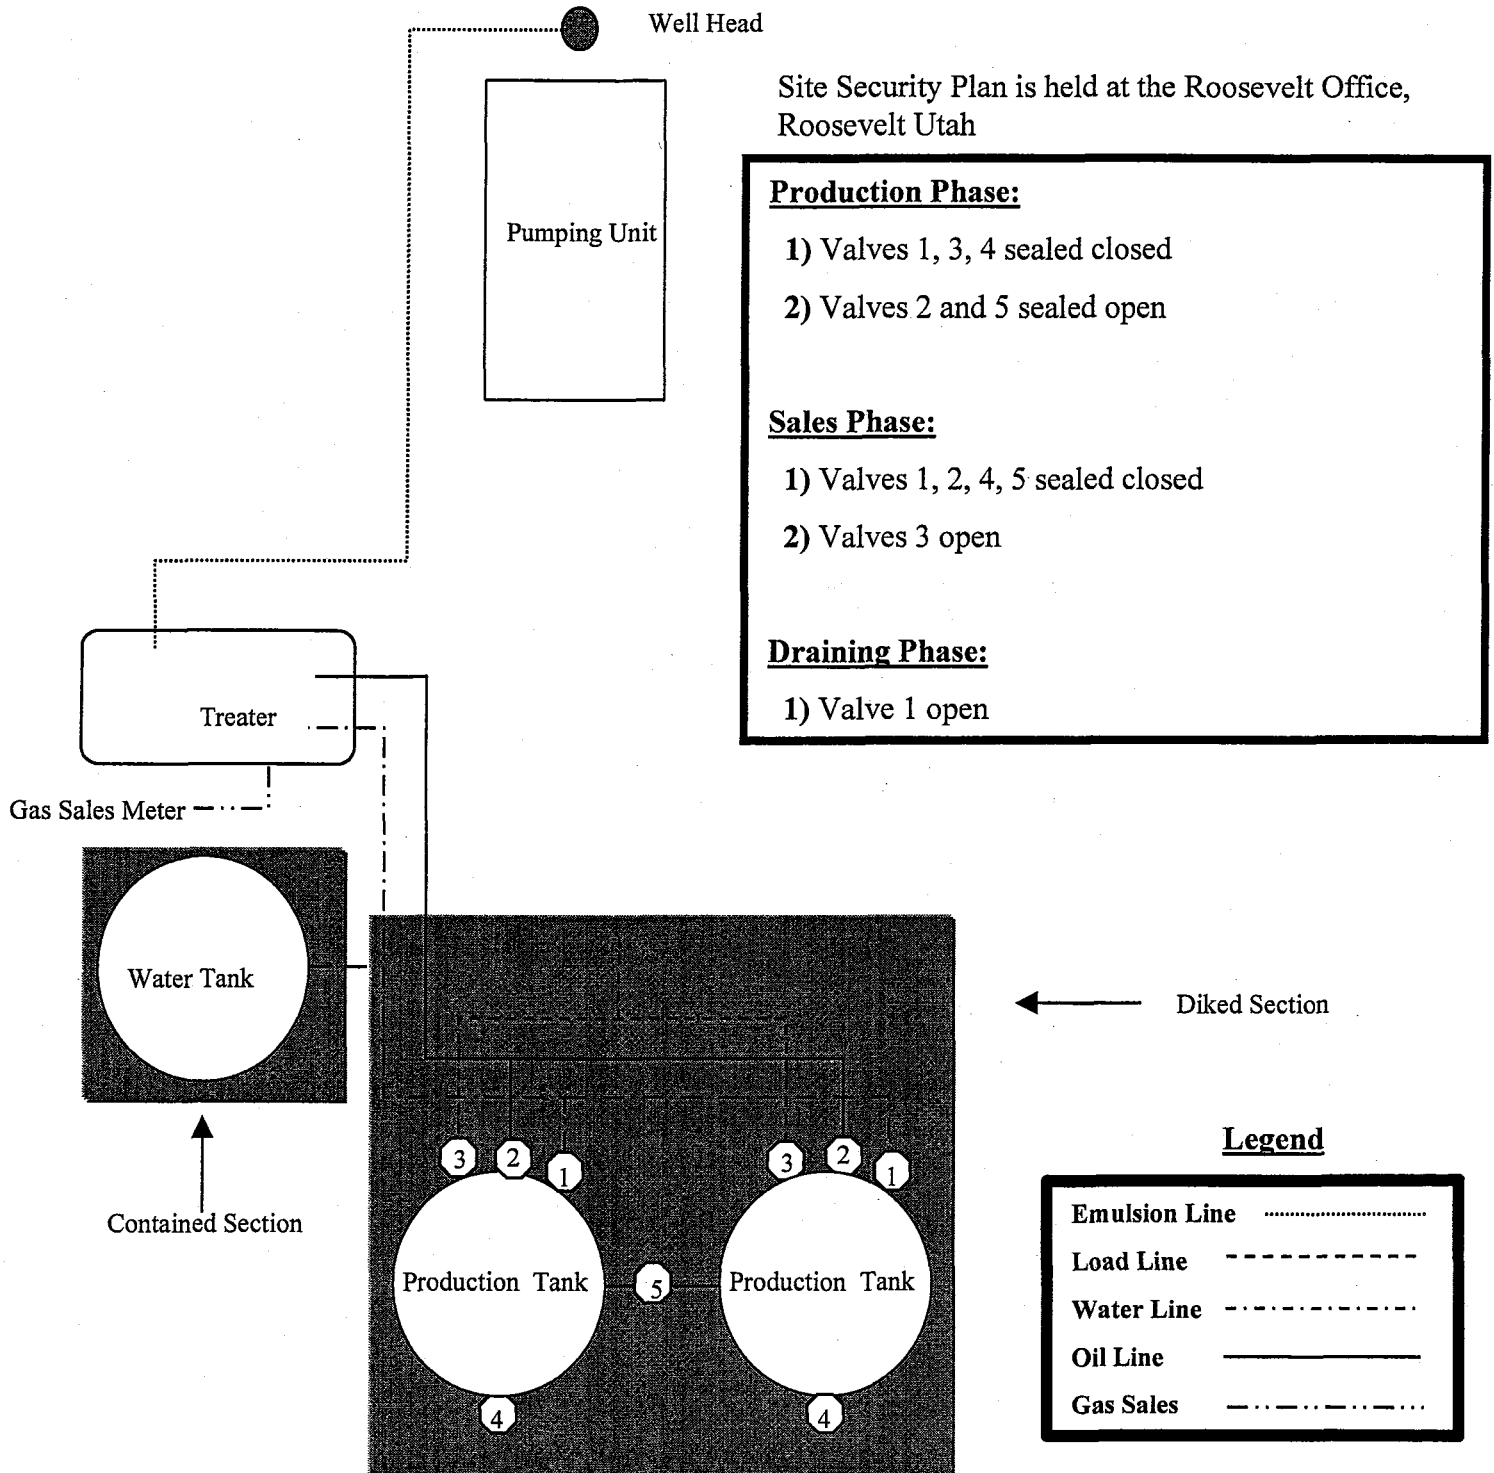 Well Head
Site Security Plan is held at the Roosevelt Office,
Roosevelt Utah
Pumping Unit
Production Phase:
1) Valves 1, 3, 4 sealed closed
2) Valves 2 and 5 sealed open
Sales Phase:
1) Valves 1, 2, 4, 5 sealed closed
2) Valves 3 open
Draining Phase:
1) Valve 1 open
Treater
Gas Sales Meter
Water Tank
Diked Section
Contained Section
3
2
1
3
2
1
Production Tank
5
Production Tank
4
4
Legend
Emulsion Line
Load Line
Water Line
Oil Line
Gas Sales